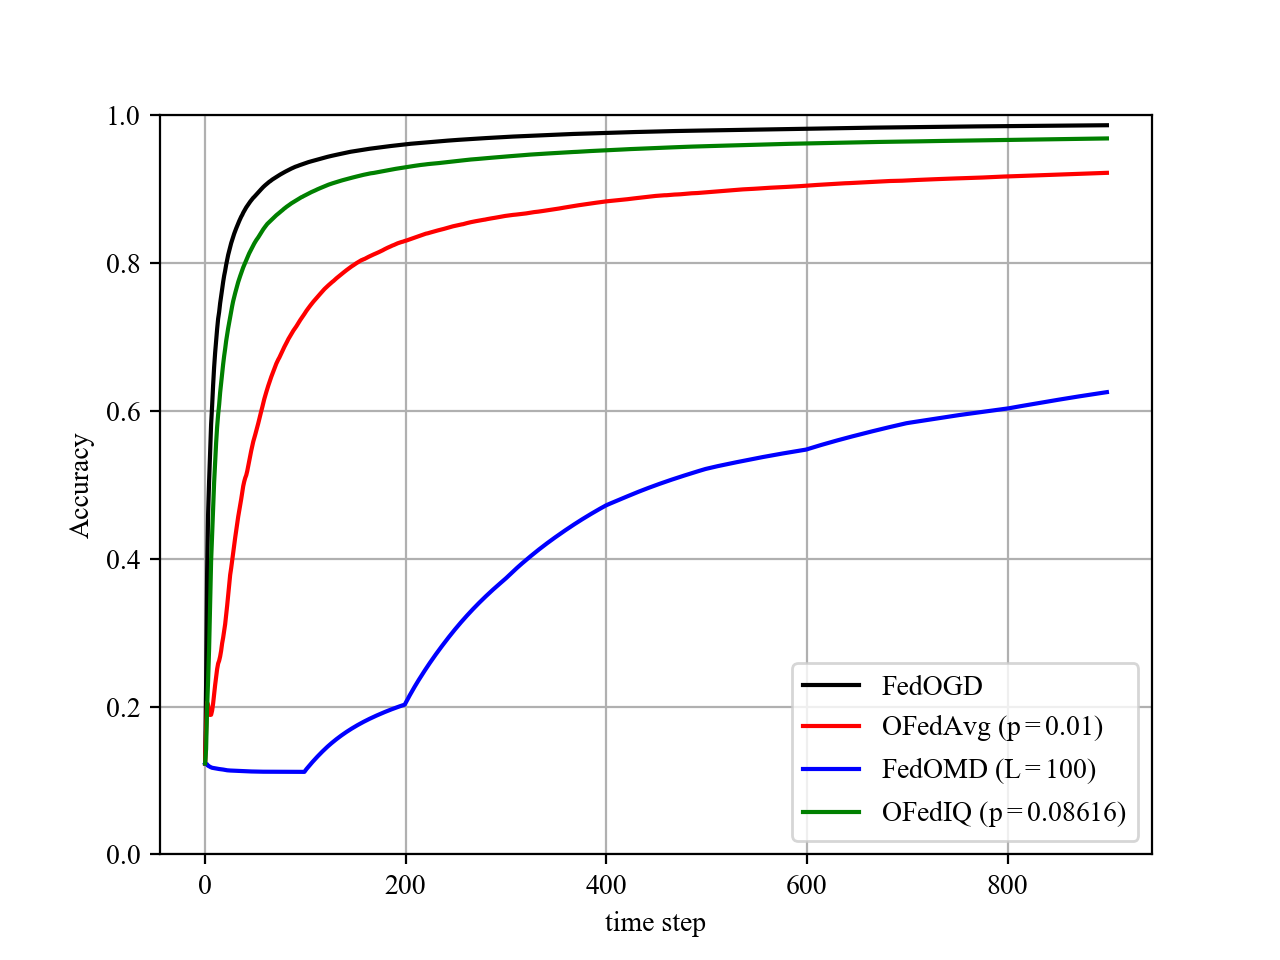 1.0
0.8
0.6
0.4
0.2
0.0
Accuracy
0 200 400 600 800
time step
FedOGD
OFedAvg (p = 0.01)
FedOMD (L = 100)
OFedIQ (p = 0.08616)